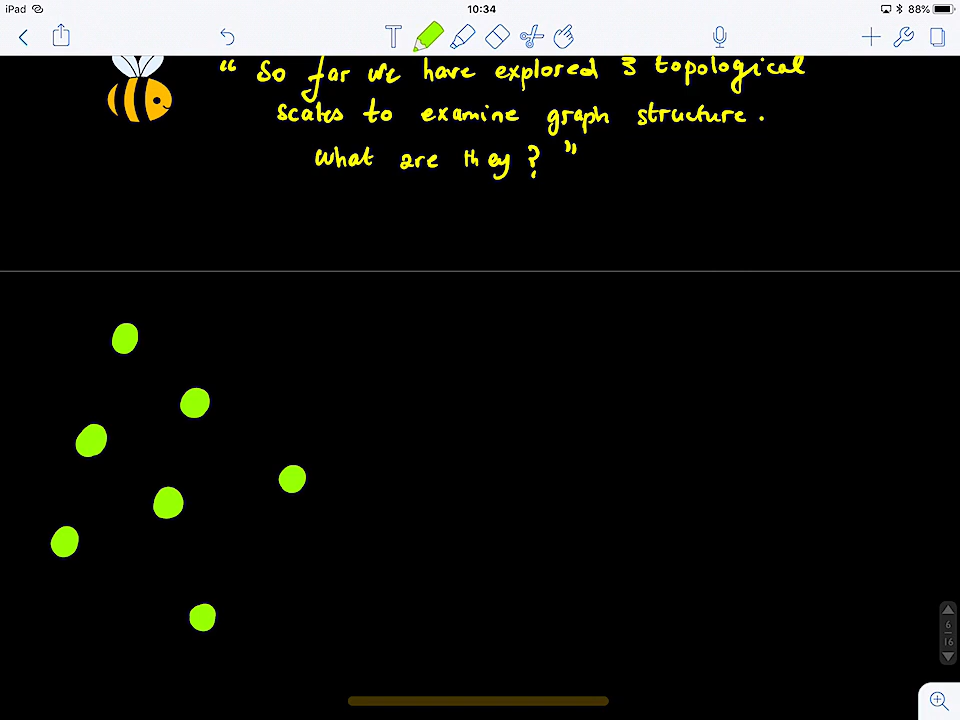 iPad 10:34 88%
T
“ So far we have explored 3 topological
scales to examine graph structure.
What are they? ”
6
16